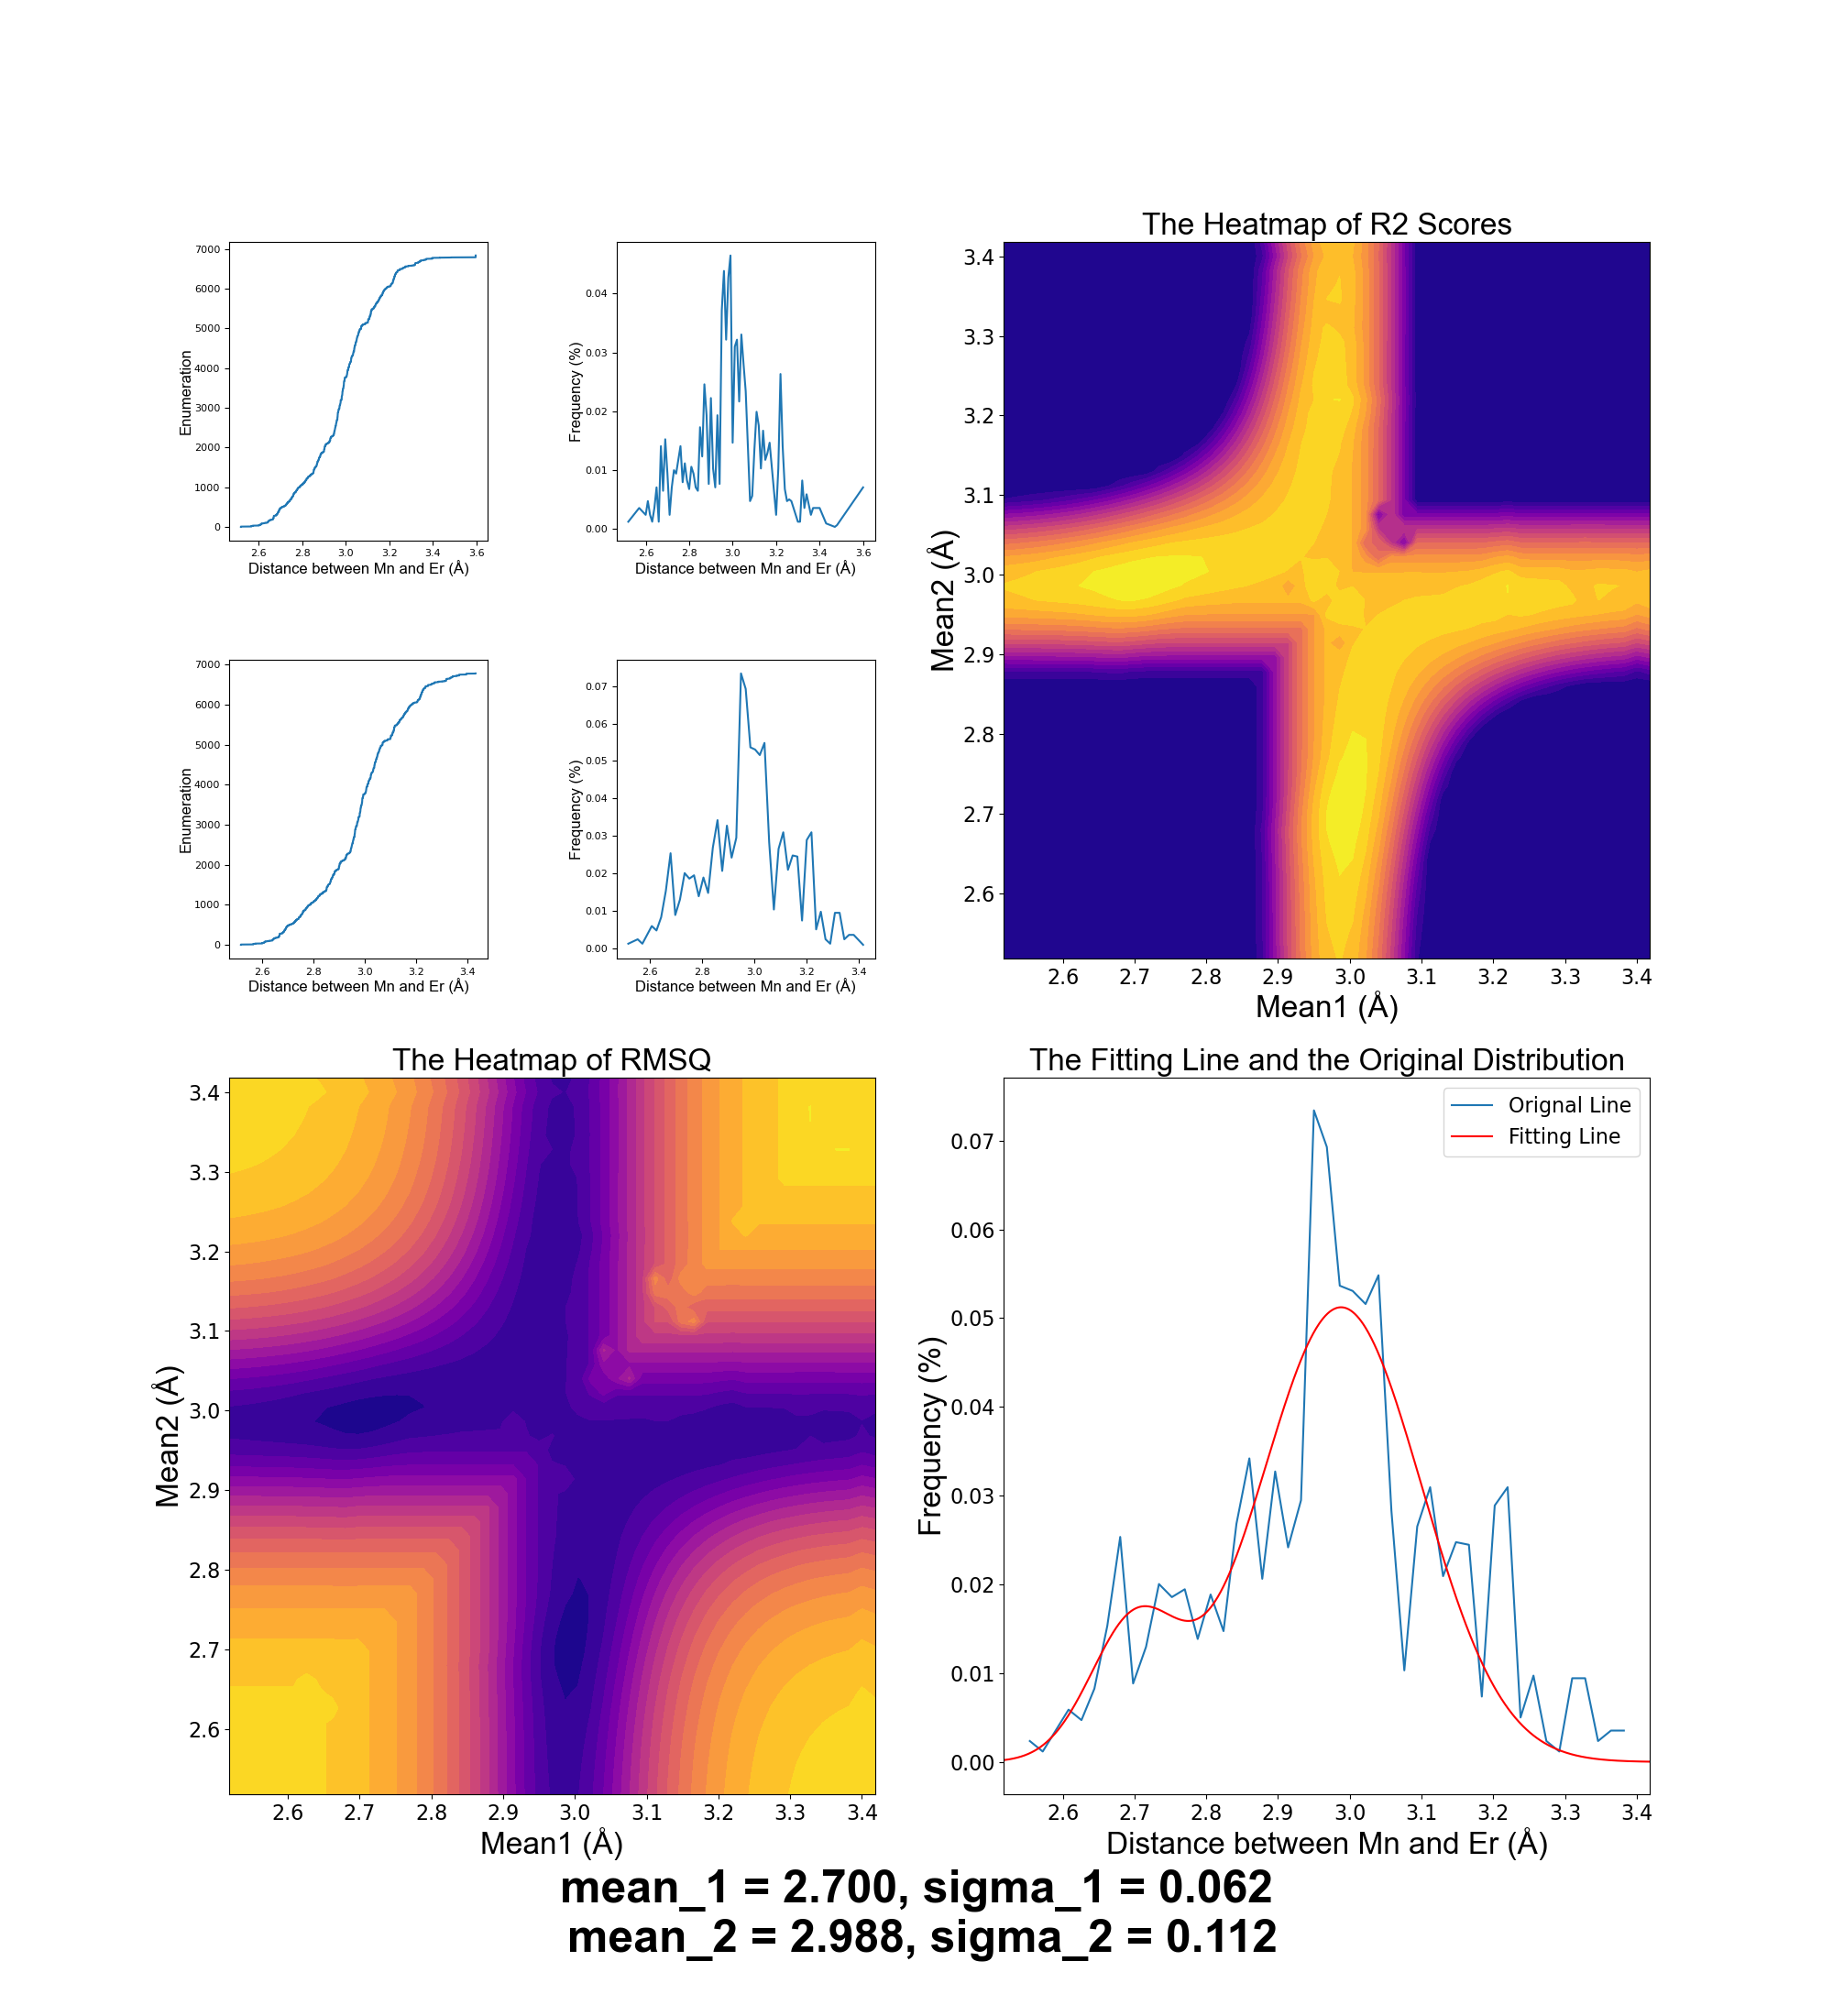 The Heatmap of R2 Scores
7000
6000
5000
4000
3000
2000
1000
0
Enumeration
2.6 2.8 3.0 3.2 3.4 3.6
Distance between Mn and Er (Å)
0.04
0.03
0.02
0.01
0.00
Frequency (%)
2.6 2.8 3.0 3.2 3.4 3.6
Distance between Mn and Er (Å)
3.4
3.3
3.2
3.1
3.0
2.9
2.8
2.7
2.6
Mean2 (Å)
2.6 2.7 2.8 2.9 3.0 3.1 3.2 3.3 3.4
Mean1 (Å)
7000
6000
5000
4000
3000
2000
1000
0
Enumeration
2.6 2.8 3.0 3.2 3.4
Distance between Mn and Er (Å)
0.07
0.06
0.05
0.04
0.03
0.02
0.01
0.00
Frequency (%)
2.6 2.8 3.0 3.2 3.4
Distance between Mn and Er (Å)
The Heatmap of RMSQ
3.4
3.3
3.2
3.1
3.0
2.9
2.8
2.7
2.6
Mean2 (Å)
2.6 2.7 2.8 2.9 3.0 3.1 3.2 3.3 3.4
Mean1 (Å)
The Fitting Line and the Original Distribution
Orignal Line
Fitting Line
0.07
0.06
0.05
0.04
0.03
0.02
0.01
0.00
Frequency (%)
2.6 2.7 2.8 2.9 3.0 3.1 3.2 3.3 3.4
Distance between Mn and Er (Å)
mean_1 = 2.700, sigma_1 = 0.062
mean_2 = 2.988, sigma_2 = 0.112